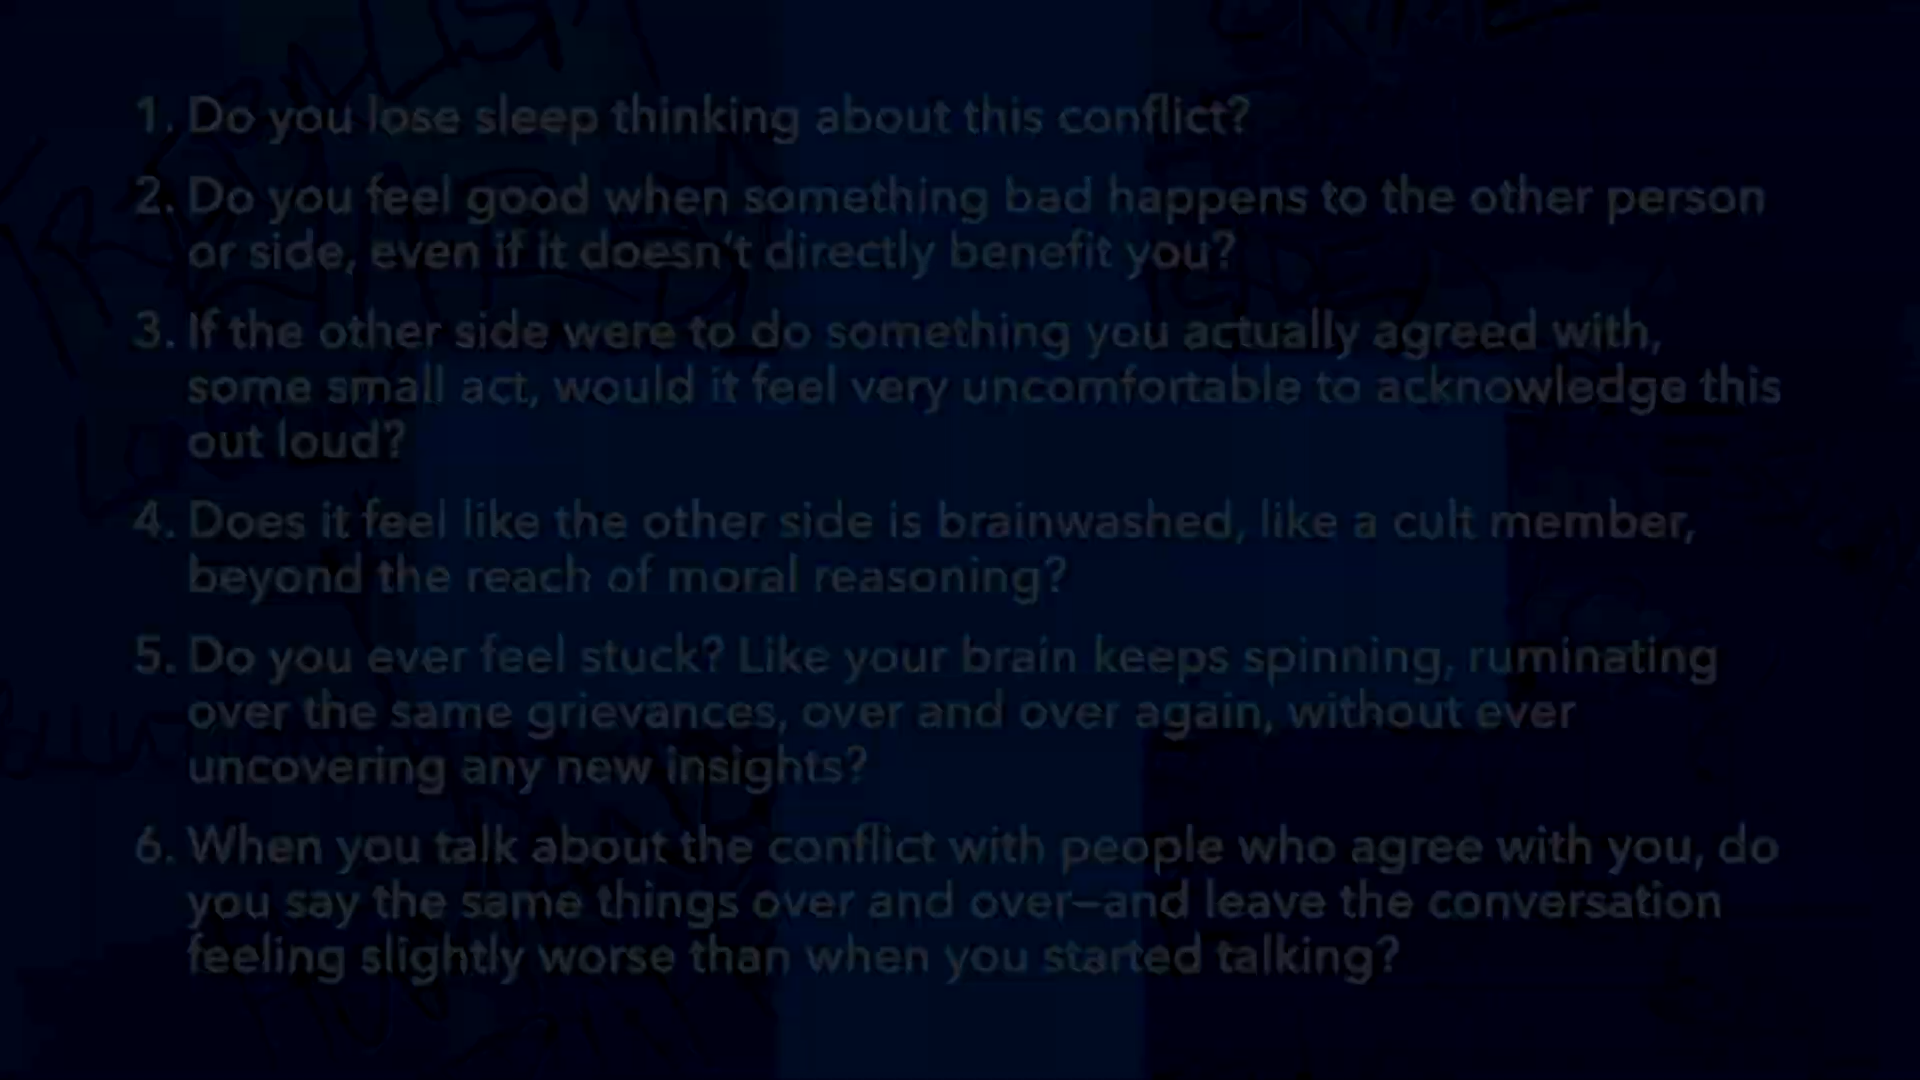 1. Do you lose sleep thinking about this conflict?
2. Do you feel good when something bad happens to the other person
or side, even if it doesn't directly benefit you?
3. If the other side were to do something you actually agreed with,
some small act, would it feel very uncomfortable to acknowledge this
out loud?
4. Does it feel like the other side is brainwashed, like a cult member,
beyond the reach of moral reasoning?
5. Do you ever feel stuck? Like your brain keeps spinning, ruminating
over the same grievances, over and over again, without ever
uncovering any new insights?
6. When you talk about the conflict with people who agree with you, do
you say the same things over and over—and leave the conversation
feeling slightly worse than when you started talking?